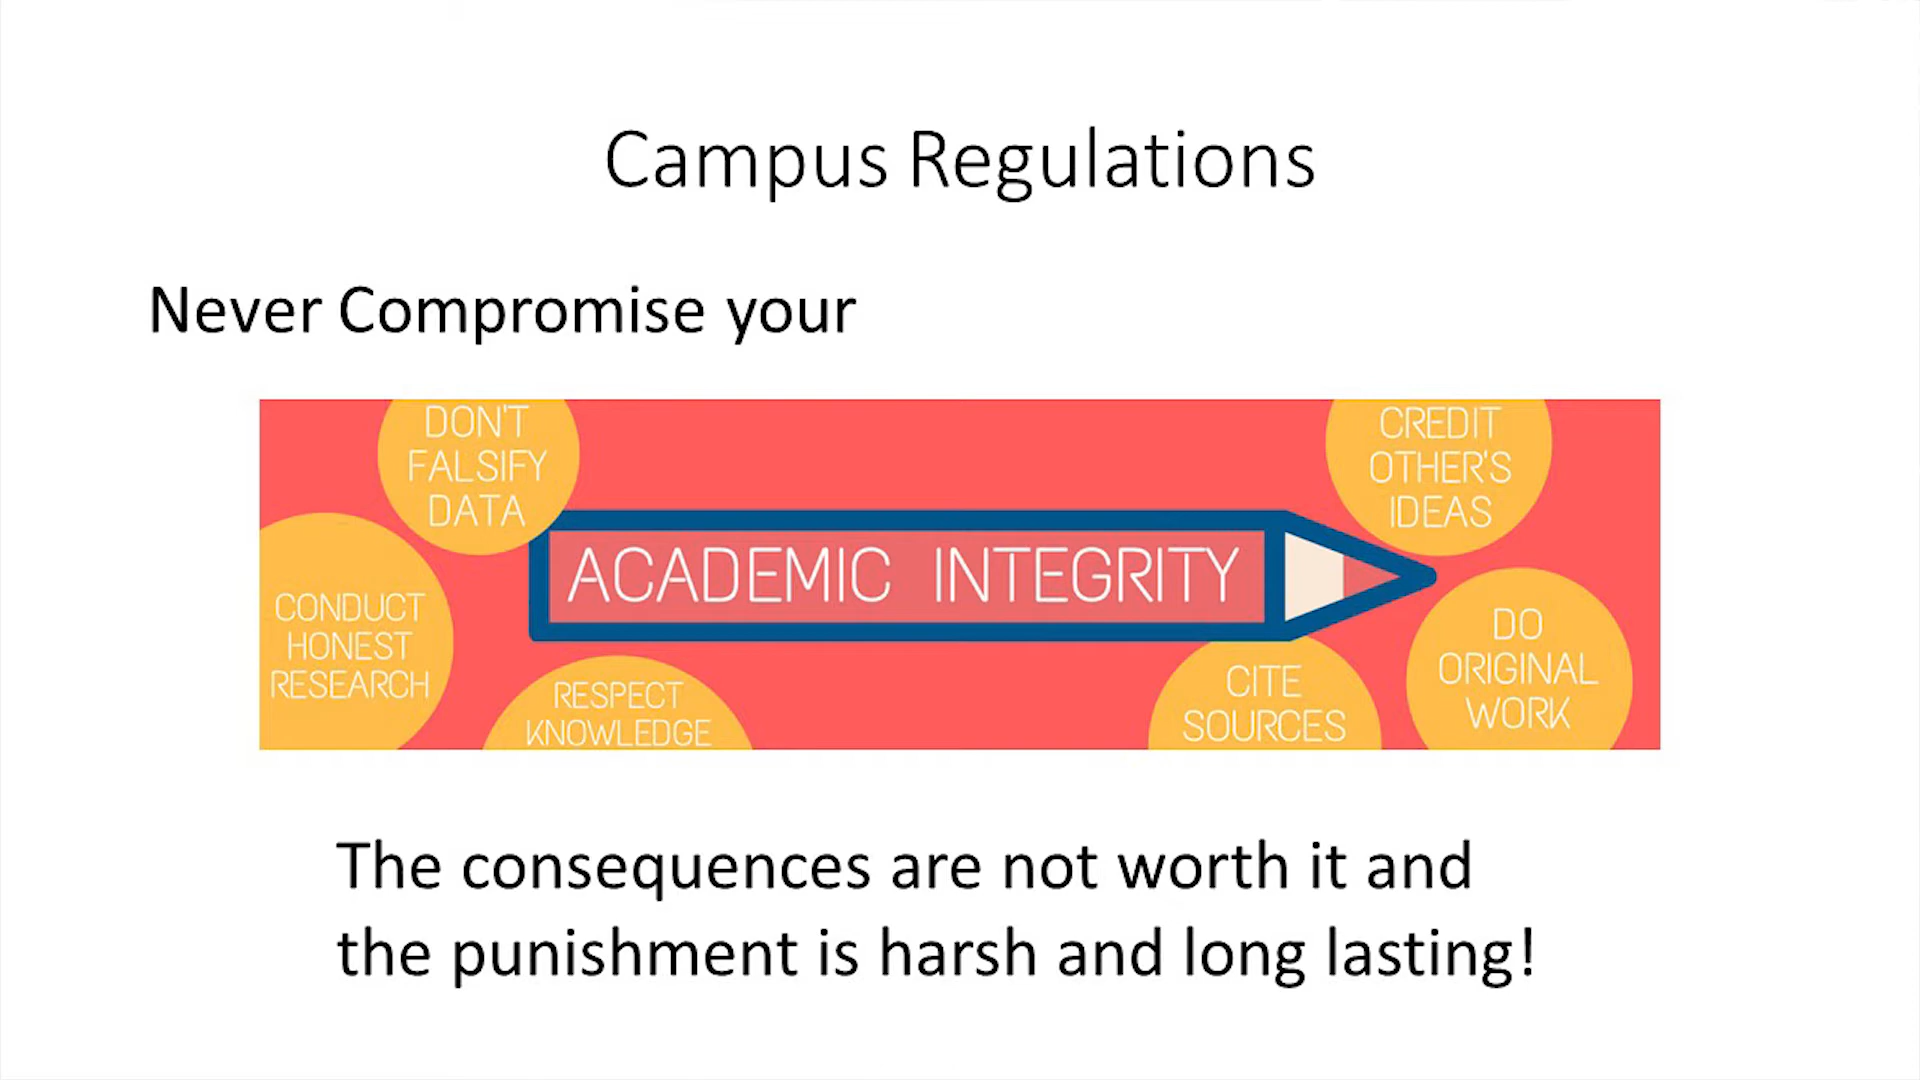 Campus Regulations
Never Compromise your
DON'T
FALSIFY
DATA
CREDIT
OTHER'S
IDEAS
ACADEMIC INTEGRITY
CONDUCT
HONEST
RESEARCH
RESPECT
KNOWLEDGE
CITE
SOURCES
DO
ORIGINAL
WORK
The consequences are not worth it and
the punishment is harsh and long lasting!